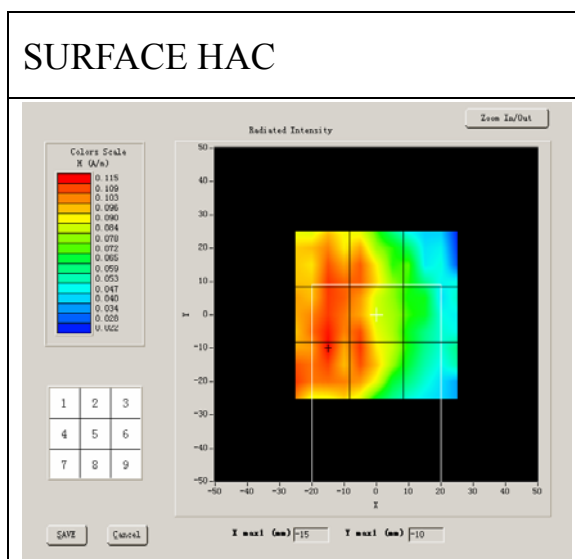 SURFACE HAC
Zoom In/Out
Radiated Intensity
Colors Scale
H (A/m)
0.115
0.109
0.103
0.096
0.090
0.084
0.078
0.072
0.065
0.059
0.053
0.047
0.040
0.034
0.028
0.022
50
40
30
20
10
0
-10
-20
-30
-40
-50
Y
-50 -40 -30 -20 -10 0 10 20 30 40 50
X
1 2 3
4 5 6
7 8 9
SAVE Cancel
X max1 (mm) -15 Y max1 (mm) -10